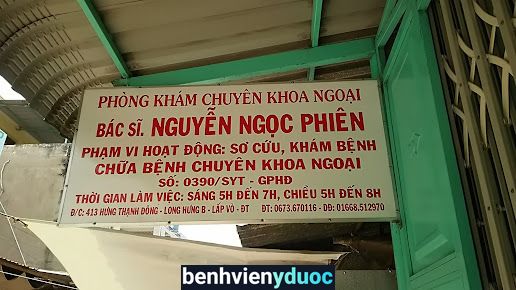 PHÒNG KHÁM CHUYÊN KHOA NGOẠI
BÁC SĨ. NGUYỄN NGỌC PHIÊN
PHẠM VI HOẠT ĐỘNG: SƠ CỨU, KHÁM BỆNH
CHỮA BỆNH CHUYÊN KHOA NGOẠI
SỐ: 0390/SYT - GPHĐ
THỜI GIAN LÀM VIỆC: SÁNG 5H ĐẾN 7H, CHIỀU 5H ĐẾN 8H
Đ/C: 413 HƯNG THẠNH ĐÔNG - LONG HƯNG B - LẤP VÒ - ĐT ĐT: 0673.670116 - DĐ: 01668.512970
benhvienyduoc